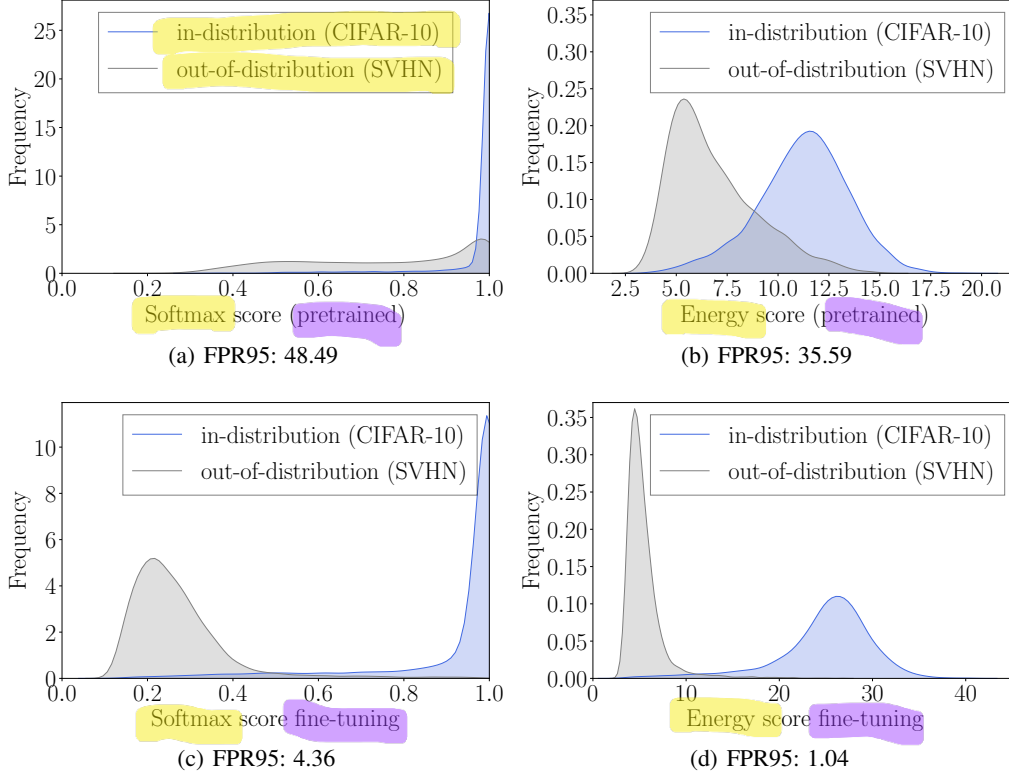 25
20
15
10
5
0
Frequency
in-distribution (CIFAR-10)
out-of-distribution (SVHN)
0.0 0.2 0.4 0.6 0.8 1.0
Softmax score (pretrained)
(a) FPR95: 48.49
0.35
0.30
0.25
0.20
0.15
0.10
0.05
0.00
Frequency
in-distribution (CIFAR-10)
out-of-distribution (SVHN)
2.5 5.0 7.5 10.0 12.5 15.0 17.5 20.0
Energy score (pretrained)
(b) FPR95: 35.59
10
8
6
4
2
0
Frequency
in-distribution (CIFAR-10)
out-of-distribution (SVHN)
0.0 0.2 0.4 0.6 0.8 1.0
Softmax score fine-tuning
(c) FPR95: 4.36
0.35
0.30
0.25
0.20
0.15
0.10
0.05
0.00
Frequency
in-distribution (CIFAR-10)
out-of-distribution (SVHN)
0 10 20 30 40
Energy score fine-tuning
(d) FPR95: 1.04